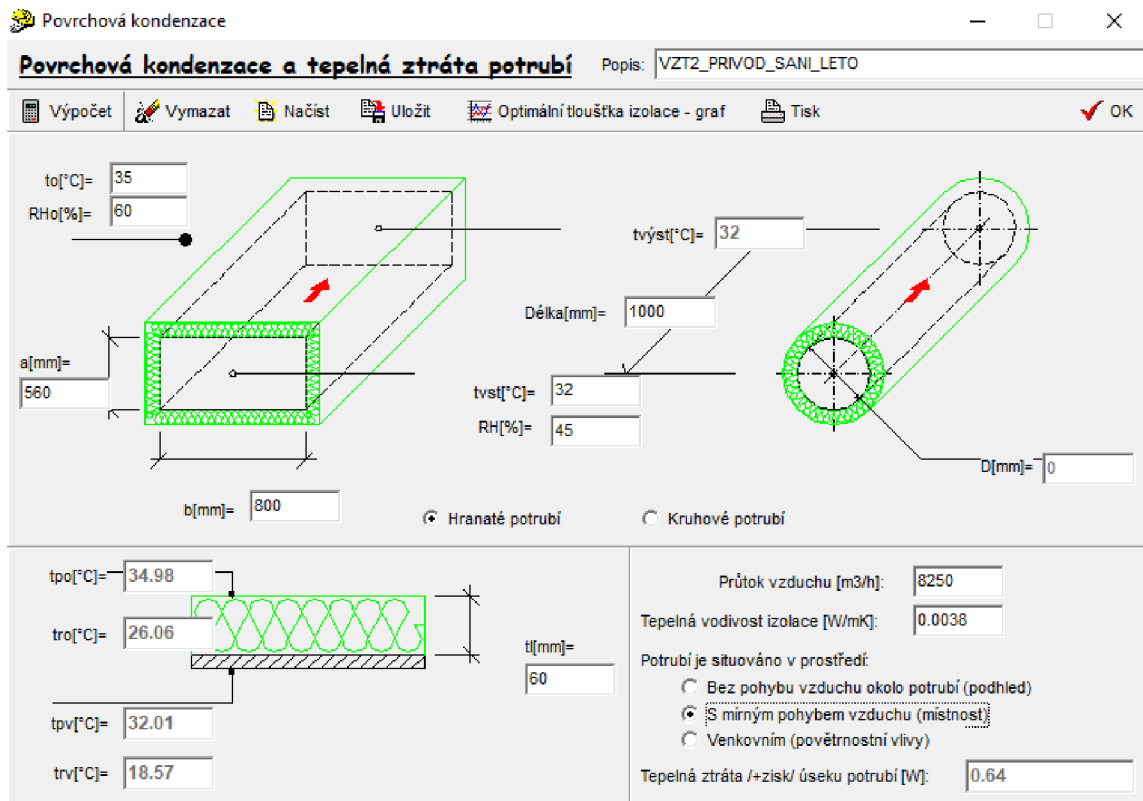 Povrchová kondenzace
Povrchová kondenzace a tepelná ztráta potrubí Popis: VZT2_PRIVOD_SANI_LETO
Výpočet Vymazat Načíst Uložit Optimální tloušťka izolace - graf Tisk OK
to[°C]= 35
RHo[%]= 60
tvýst[°C]= 32
Délka[mm]= 1000
a[mm]=
560
tvst[°C]= 32
RH[%]= 45
D[mm]= 0
b[mm]= 800
Hranaté potrubí Kruhové potrubí
tpo[°C]= 34.98
tro[°C]= 26.06
tl[mm]=
60
tpv[°C]= 32.01
trv[°C]= 18.57
Průtok vzduchu [m3/h]: 8250
Tepelná vodivost izolace [W/mK]: 0.0038
Potrubí je situováno v prostředí:
Bez pohybu vzduchu okolo potrubí (podhled)
S mírným pohybem vzduchu (místnost)
Venkovním (povětrnostní vlivy)
Tepelná ztráta /+zisk/ úseku potrubí [W]: 0.64